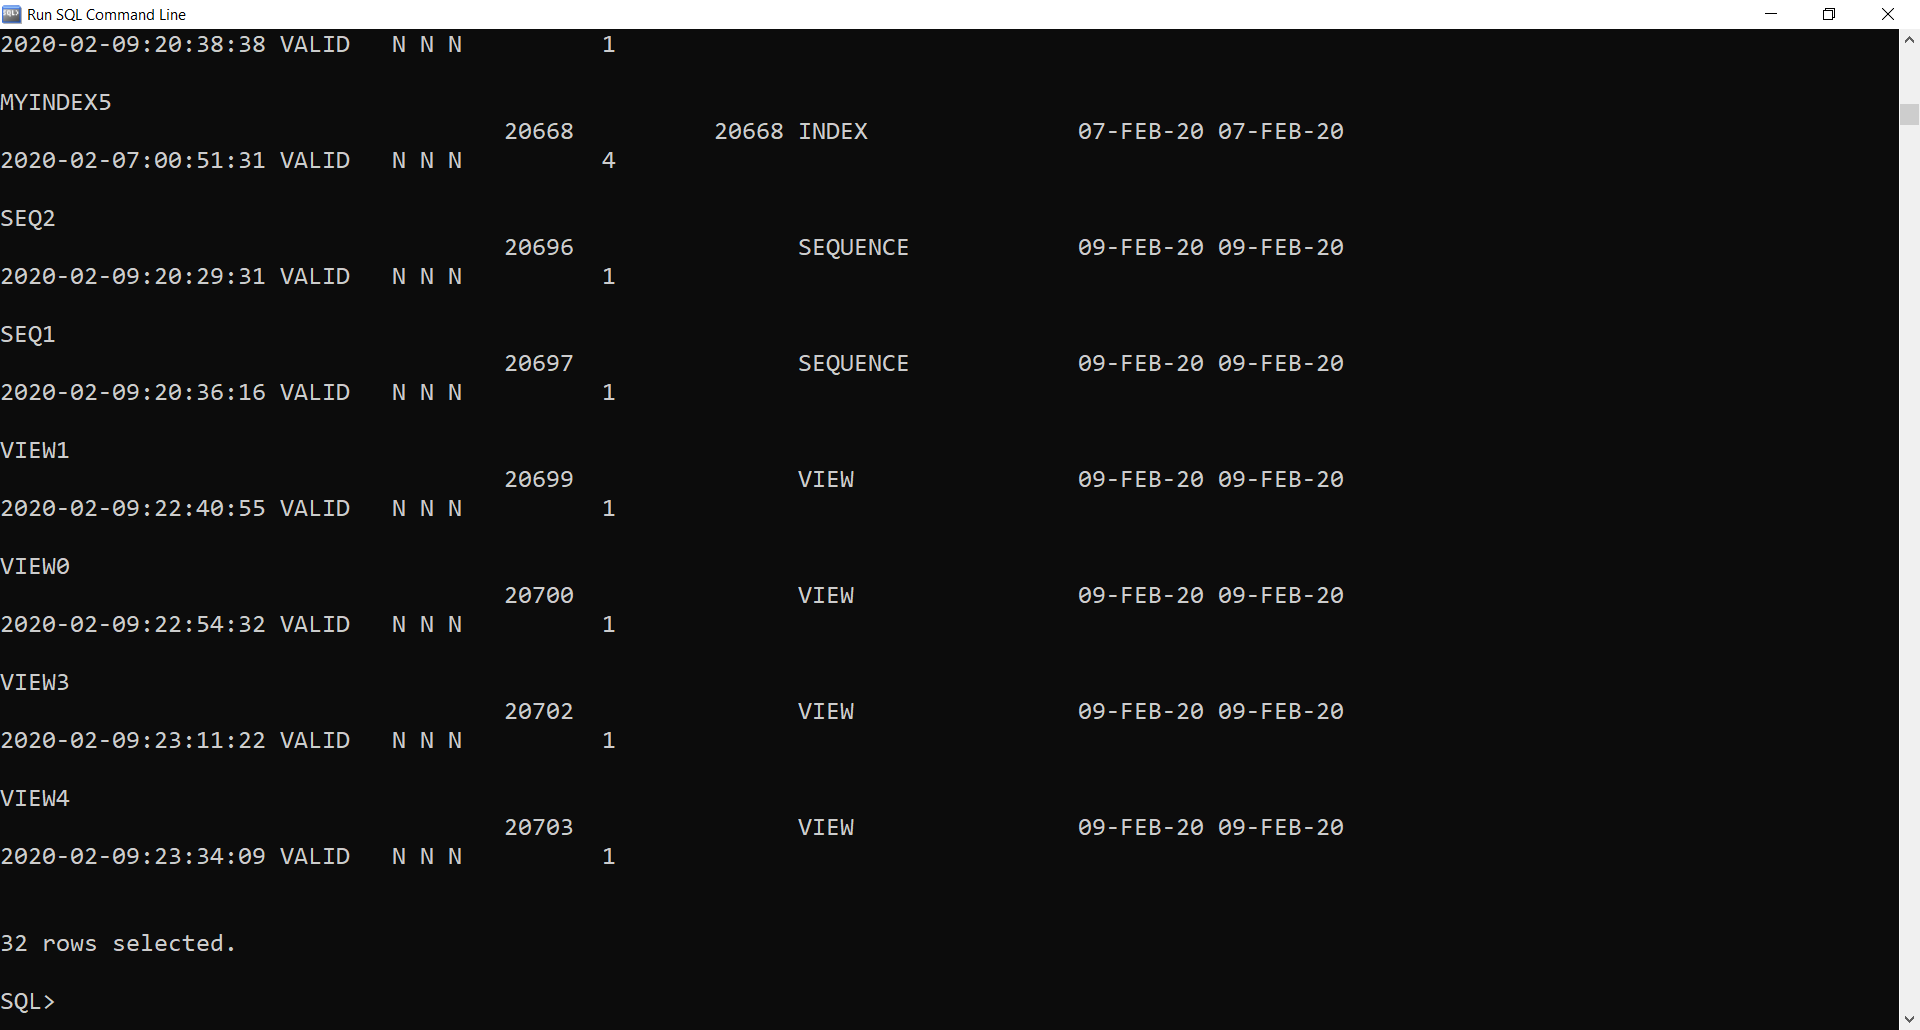 Run SQL Command Line
2020-02-09:20:38:38 VALID   N N N          1
MYINDEX5
                                    20668          20668 INDEX               07-FEB-20 07-FEB-20
2020-02-07:00:51:31 VALID   N N N          4
SEQ2
                                    20696                SEQUENCE            09-FEB-20 09-FEB-20
2020-02-09:20:29:31 VALID   N N N          1
SEQ1
                                    20697                SEQUENCE            09-FEB-20 09-FEB-20
2020-02-09:20:36:16 VALID   N N N          1
VIEW1
                                    20699                VIEW                09-FEB-20 09-FEB-20
2020-02-09:22:40:55 VALID   N N N          1
VIEW0
                                    20700                VIEW                09-FEB-20 09-FEB-20
2020-02-09:22:54:32 VALID   N N N          1
VIEW3
                                    20702                VIEW                09-FEB-20 09-FEB-20
2020-02-09:23:11:22 VALID   N N N          1
VIEW4
                                    20703                VIEW                09-FEB-20 09-FEB-20
2020-02-09:23:34:09 VALID   N N N          1
32 rows selected.
SQL>